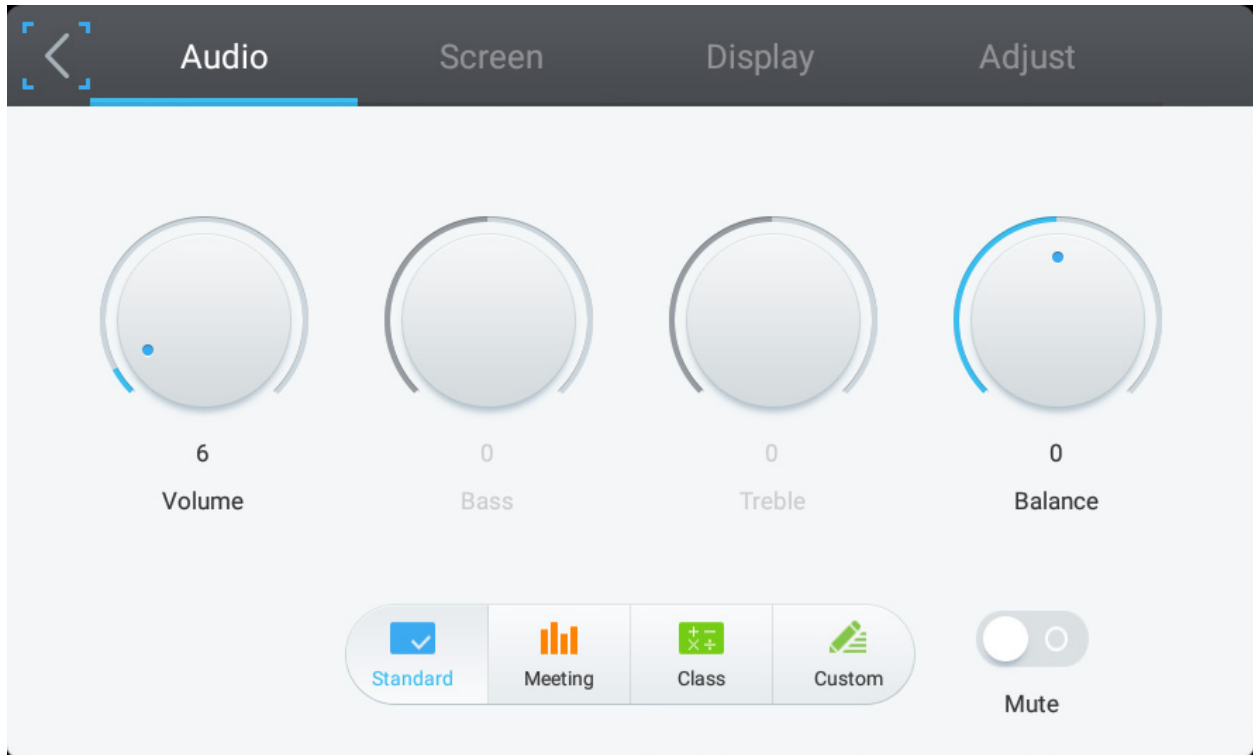 Audio Screen Display Adjust
6 0 0 0
Volume Bass Treble Balance
Standard Meeting Class Custom
Mute